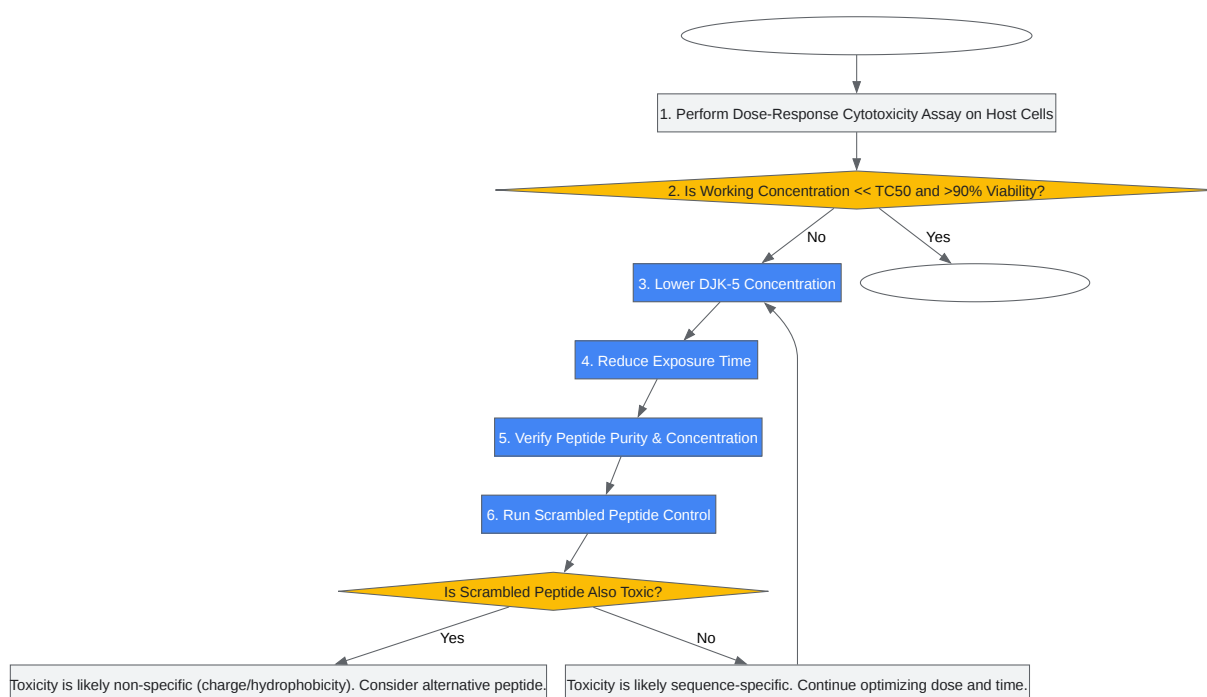 1. Perform Dose-Response Cytotoxicity Assay on Host Cells
2. Is Working Concentration << TC50 and >90% Viability?
No
Yes
3. Lower DJK-5 Concentration
4. Reduce Exposure Time
5. Verify Peptide Purity & Concentration
6. Run Scrambled Peptide Control
Is Scrambled Peptide Also Toxic?
Yes
No
Toxicity is likely non-specific (charge/hydrophobicity). Consider alternative peptide.
Toxicity is likely sequence-specific. Continue optimizing dose and time.